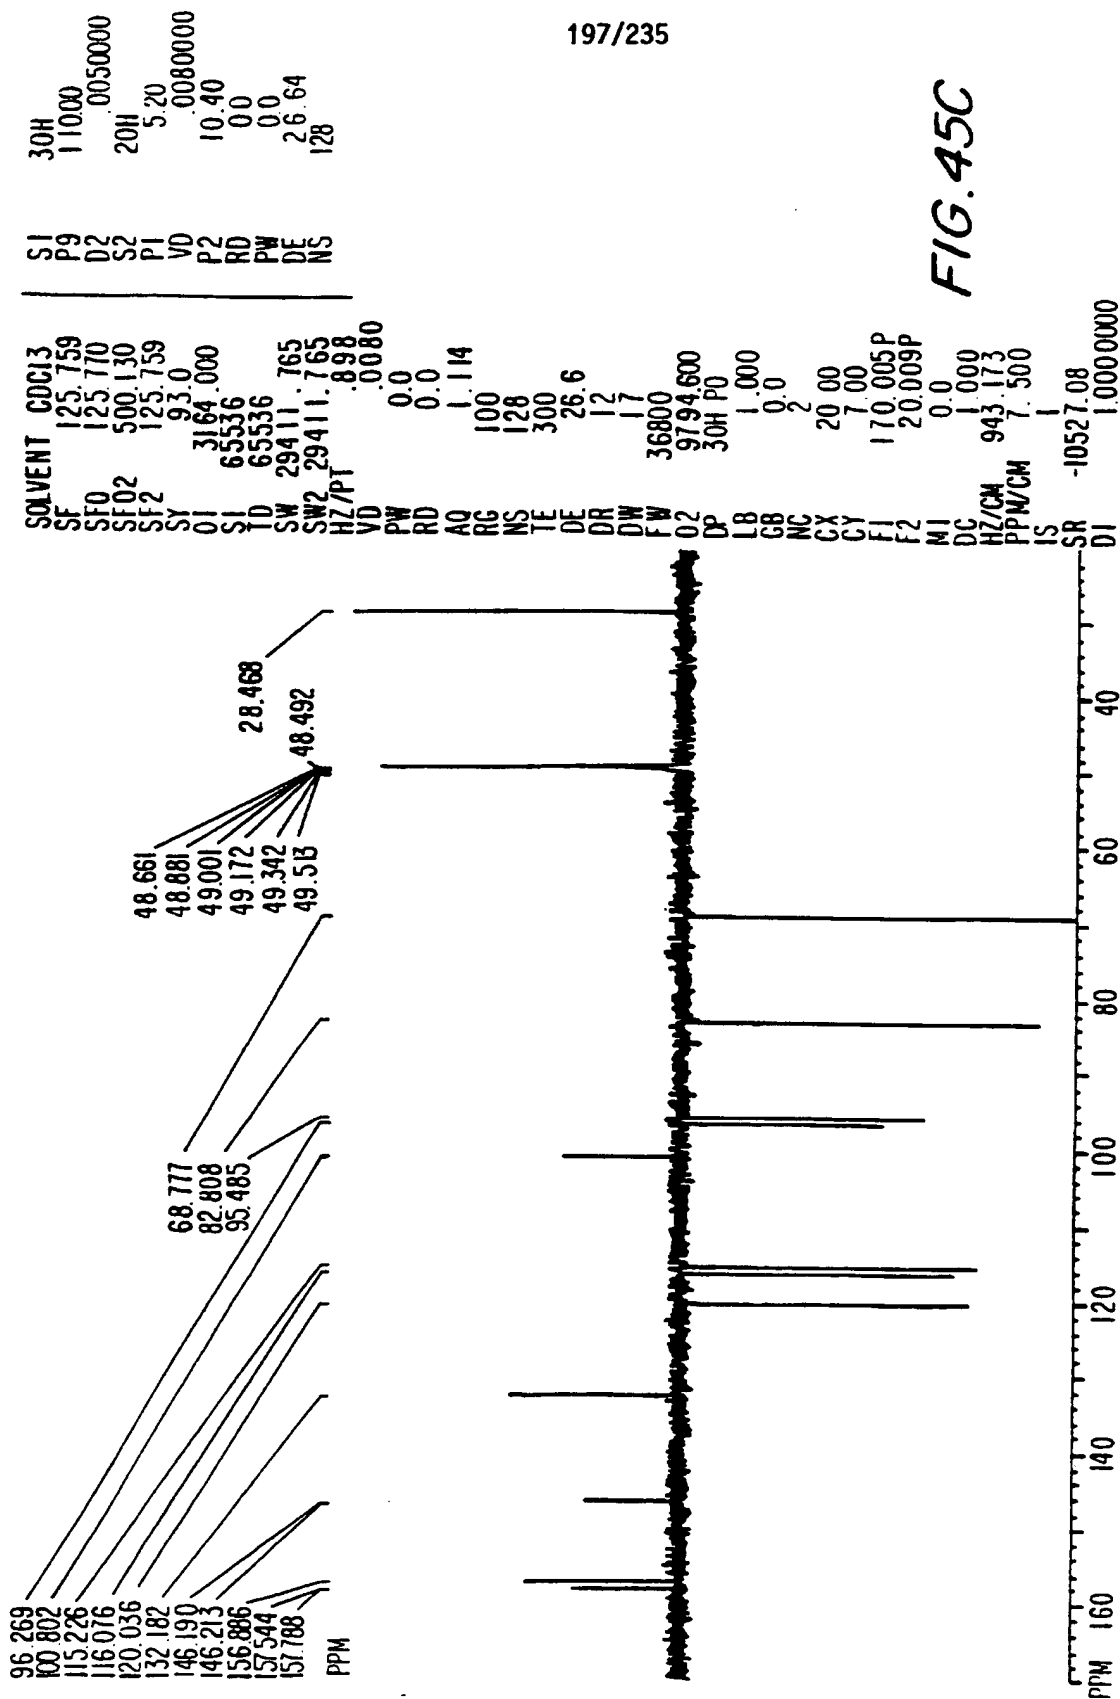 197/235
96.269
100.802
115.226
116.076
120.036
132.182
146.190
146.213
156.886
157.544
157.788
PPM
68.777
82.808
95.485
48.661
48.881
49.001
49.172
49.342
49.513
48.492
28.468
SOLVENT CDCl3
SF 125.759
SFO 125.770
SFO2 500.130
SF2 125.759
SY 93.0
O1 3164.000
SI 65536
TD 65536
SW 29411.765
SW2 29411.765
HZ/PT .898
VD .0080
PW 0.0
RD 0.0
AQ 1.114
RG 100
NS 128
TE 300
DE 26.6
DR 12
DW 17
FW 36800
O2 9794.600
DP 30H PO
LB 1.000
GB 0.0
NC 2
CX 20.00
CY 7.00
F1 170.005P
F2 20.009P
MI 0.0
DC 1.000
HZ/CM 943.173
PPM/CM 7.500
IS 1
SR -10527.08
DI 1.0000000
S1 30H
P9 110.00
D2 .0050000
S2 20H
P1 5.20
VD .0080000
P2 10.40
RD 0.0
PW 0.0
DE 26.64
NS 128
PPM 160 140 120 100 80 60 40
FIG. 45C